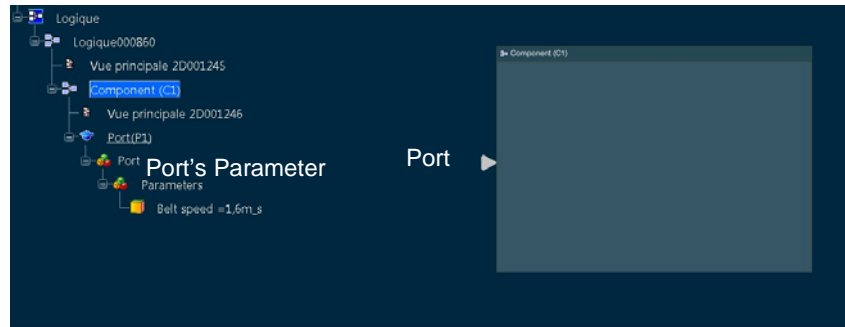 Logique
Logique000860
Vue principale 2D001245
Component (C1)
Vue principale 2D001246
Port(P1)
Port
Port's Parameter
Parameters
Belt speed =1,6m_s
Port
Component (C1)